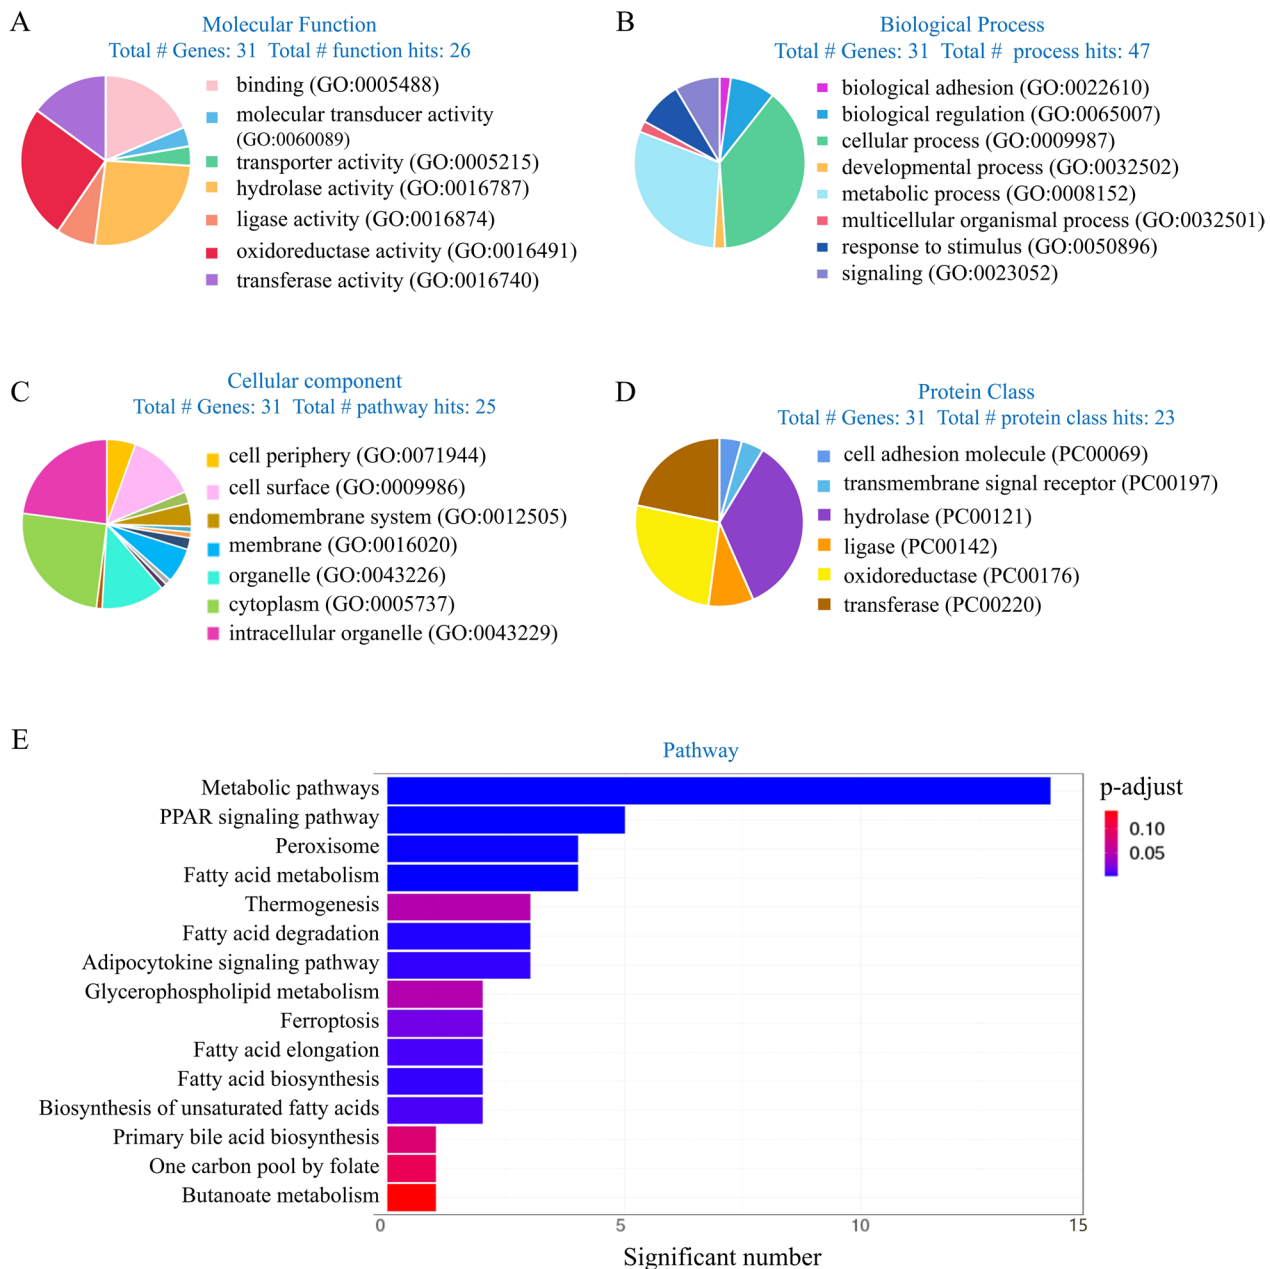 A
Molecular Function
Total # Genes: 31 Total # function hits: 26
binding (GO:0005488)
molecular transducer activity
(GO:0060089)
transporter activity (GO:0005215)
hydrolase activity (GO:0016787)
ligase activity (GO:0016874)
oxidoreductase activity (GO:0016491)
transferase activity (GO:0016740)
B
Biological Process
Total # Genes: 31 Total # process hits: 47
biological adhesion (GO:0022610)
biological regulation (GO:0065007)
cellular process (GO:0009987)
developmental process (GO:0032502)
metabolic process (GO:0008152)
multicellular organismal process (GO:0032501)
response to stimulus (GO:0050896)
signaling (GO:0023052)
C
Cellular component
Total # Genes: 31 Total # pathway hits: 25
cell periphery (GO:0071944)
cell surface (GO:0009986)
endomembrane system (GO:0012505)
membrane (GO:0016020)
organelle (GO:0043226)
cytoplasm (GO:0005737)
intracellular organelle (GO:0043229)
D
Protein Class
Total # Genes: 31 Total # protein class hits: 23
cell adhesion molecule (PC00069)
transmembrane signal receptor (PC00197)
hydrolase (PC00121)
ligase (PC00142)
oxidoreductase (PC00176)
transferase (PC00220)
E
Pathway
Metabolic pathways
PPAR signaling pathway
Peroxisome
Fatty acid metabolism
Thermogenesis
Fatty acid degradation
Adipocytokine signaling pathway
Glycerophospholipid metabolism
Ferroptosis
Fatty acid elongation
Fatty acid biosynthesis
Biosynthesis of unsaturated fatty acids
Primary bile acid biosynthesis
One carbon pool by folate
Butanoate metabolism
0 5 10 15
Significant number
p-adjust
0.10
0.05